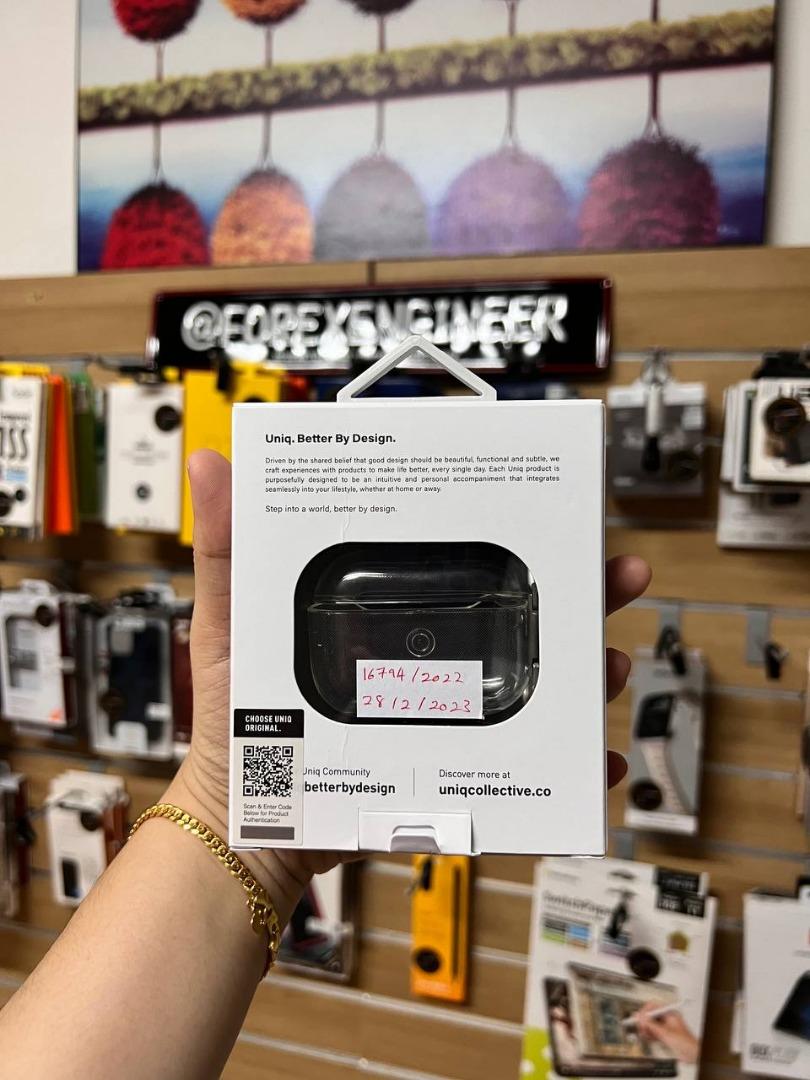 @FOREXENGINEER
Uniq. Better By Design.
Driven by the shared belief that good design should be beautiful, functional and subtle, we
craft experiences with products to make life better, every single day. Each Uniq product is
purposefully designed to be an intuitive and personal accompaniment that integrates
seamlessly into your lifestyle, whether at home or away.
Step into a world, better by design.
16794/2022
28/2/2023
CHOOSE UNIQ
ORIGINAL.
Scan & Enter Code
Below for Product
Authentication
Uniq Community
betterbydesign
Discover more at
uniqcollective.co